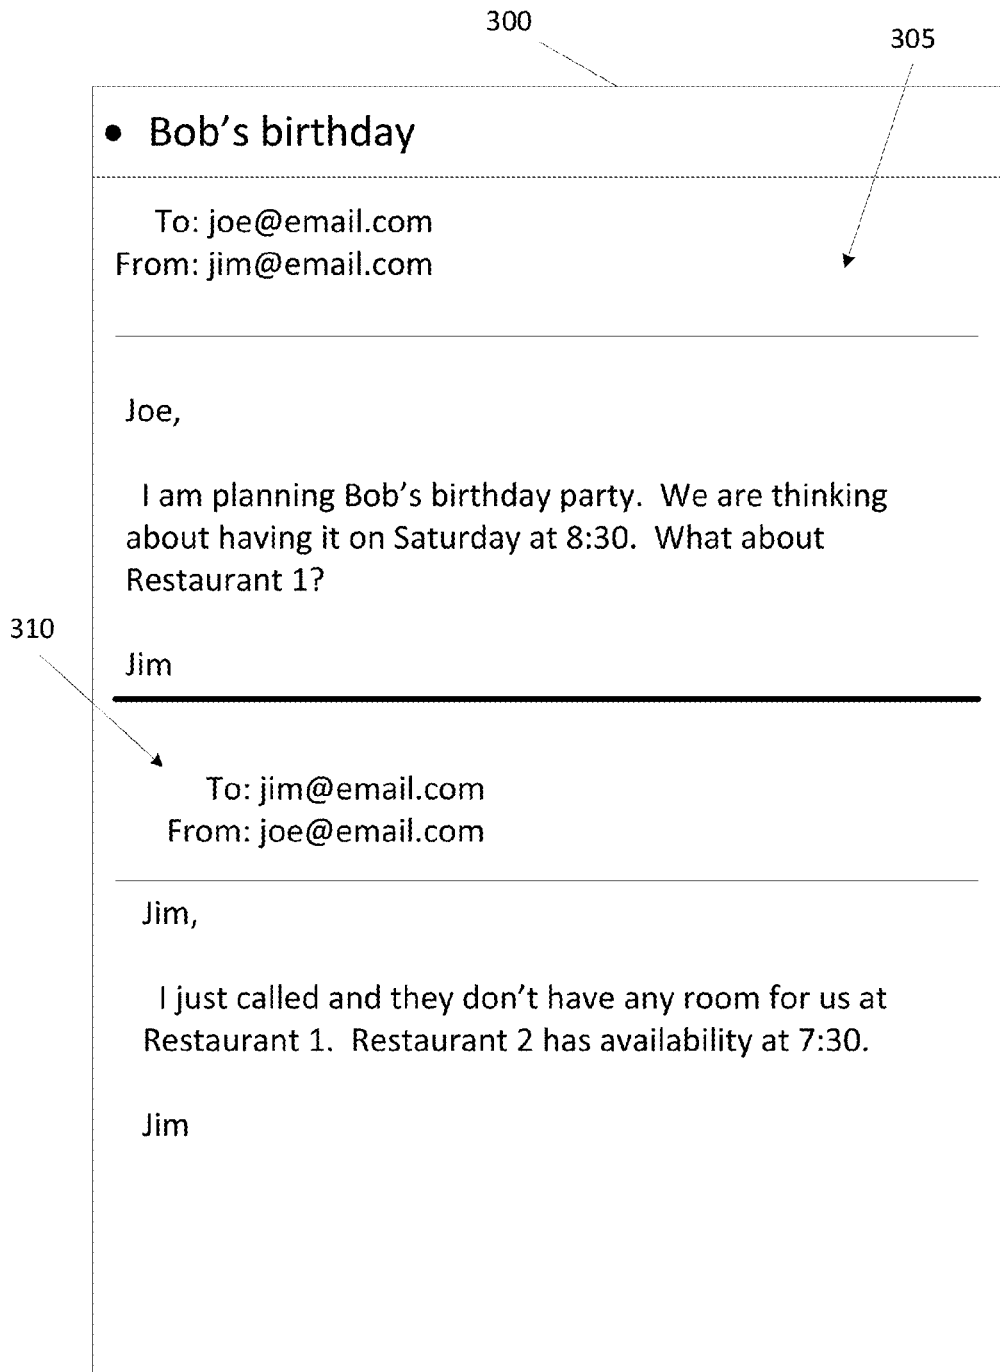 300
305
• Bob's birthday
To: joe@email.com
From: jim@email.com
Joe,
I am planning Bob's birthday party.  We are thinking
about having it on Saturday at 8:30.  What about
Restaurant 1?
310
Jim
To: jim@email.com
From: joe@email.com
Jim,
I just called and they don't have any room for us at
Restaurant 1.  Restaurant 2 has availability at 7:30.
Jim